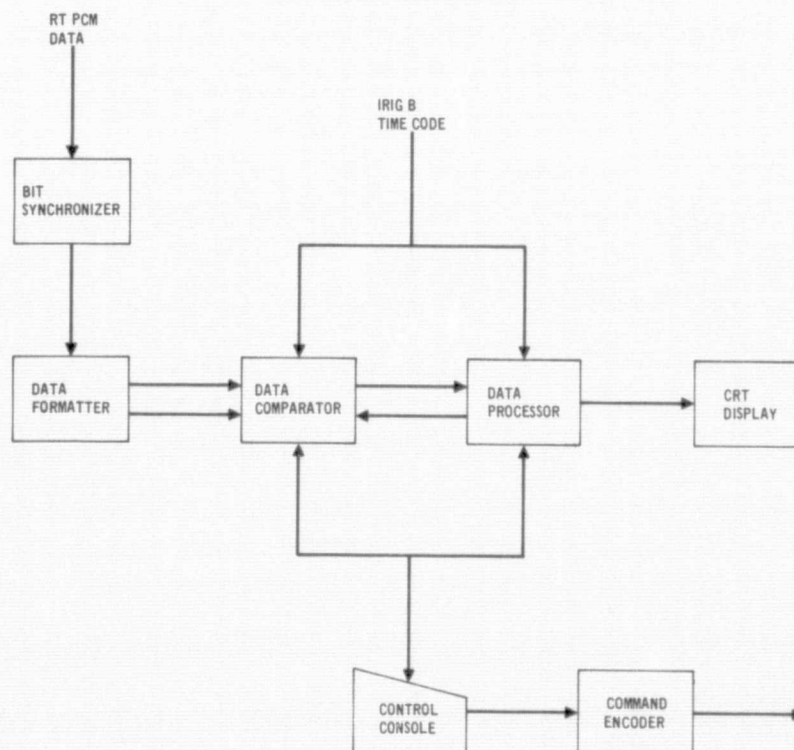 RT PCM
DATA
IRIG B
TIME CODE
BIT
SYNCHRONIZER
DATA
FORMATTER
DATA
COMPARATOR
DATA
PROCESSOR
CRT
DISPLAY
CONTROL
CONSOLE
COMMAND
ENCODER